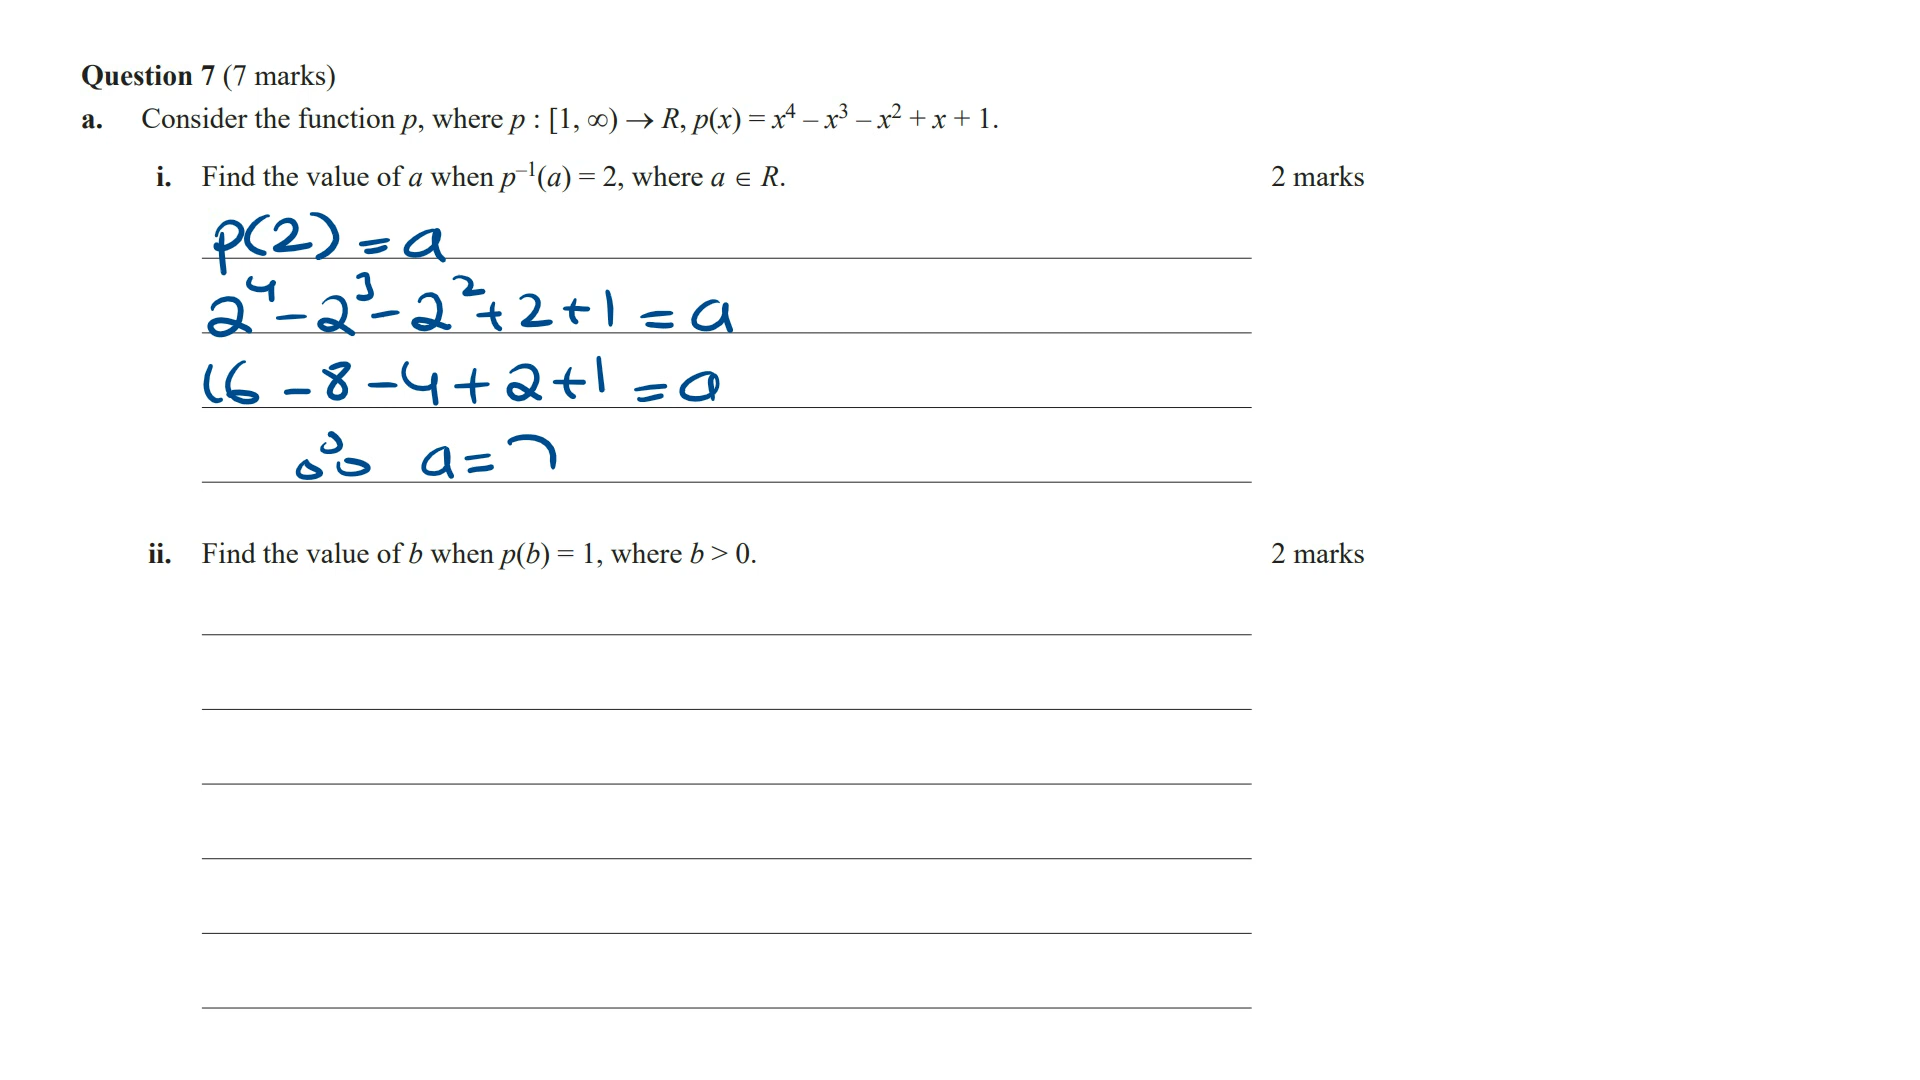 Question 7 (7 marks)
a. Consider the function p, where p : [1, ∞) → R, p(x) = x⁴ – x³ – x² + x + 1.
i. Find the value of a when p⁻¹(a) = 2, where a ∈ R. 2 marks
p(2) = a
2⁴ – 2³ – 2² + 2 + 1 = a
16 – 8 – 4 + 2 + 1 = a
∴ a = 7
ii. Find the value of b when p(b) = 1, where b > 0. 2 marks